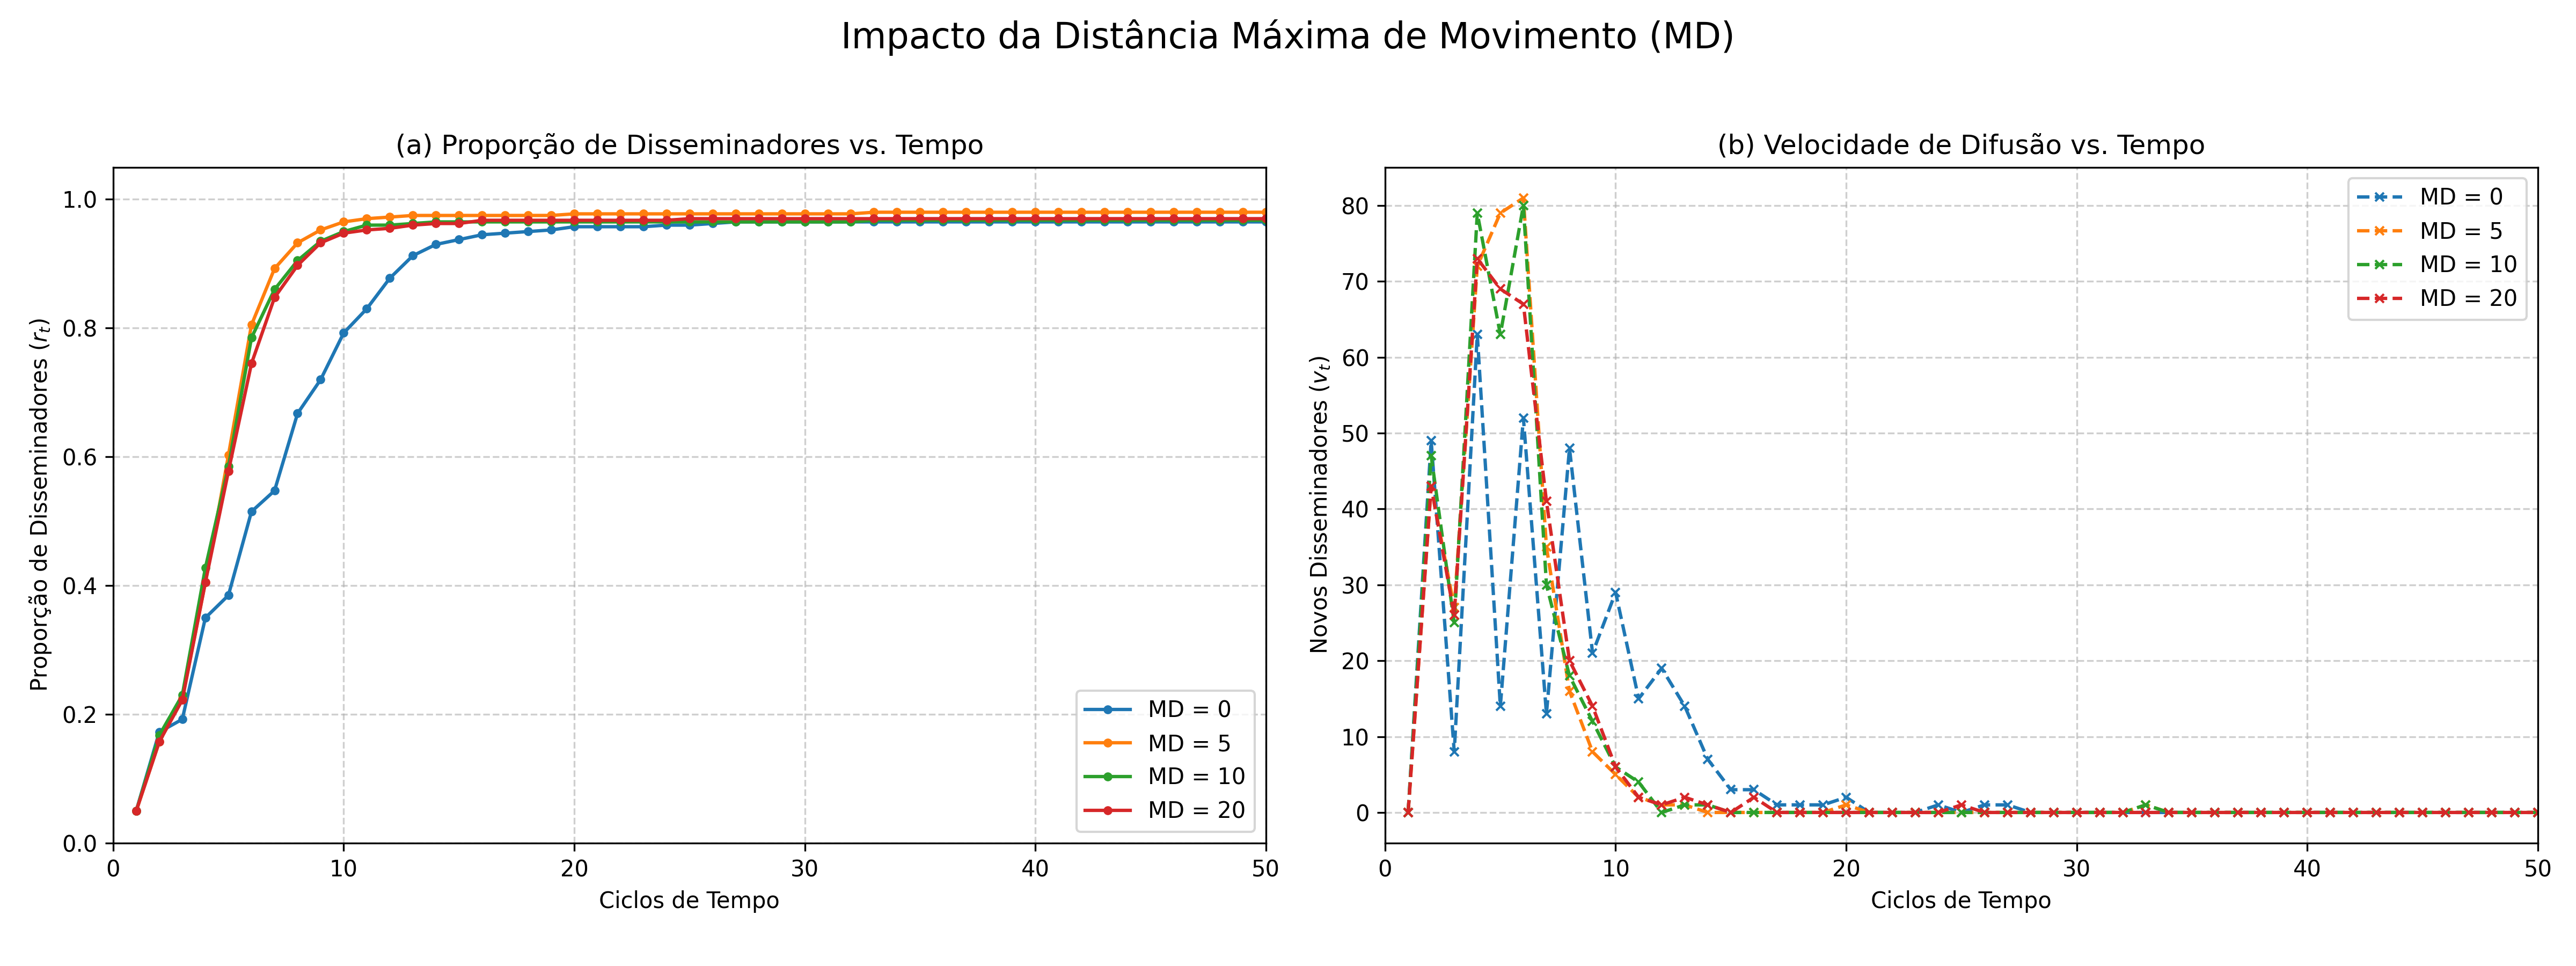 Impacto da Distância Máxima de Movimento (MD)
(a) Proporção de Disseminadores vs. Tempo
Proporção de Disseminadores (r_t)
1.0
0.8
0.6
0.4
0.2
0.0
0 10 20 30 40 50
Ciclos de Tempo
MD = 0
MD = 5
MD = 10
MD = 20
(b) Velocidade de Difusão vs. Tempo
Novos Disseminadores (v_t)
80
70
60
50
40
30
20
10
0
0 10 20 30 40 50
Ciclos de Tempo
MD = 0
MD = 5
MD = 10
MD = 20